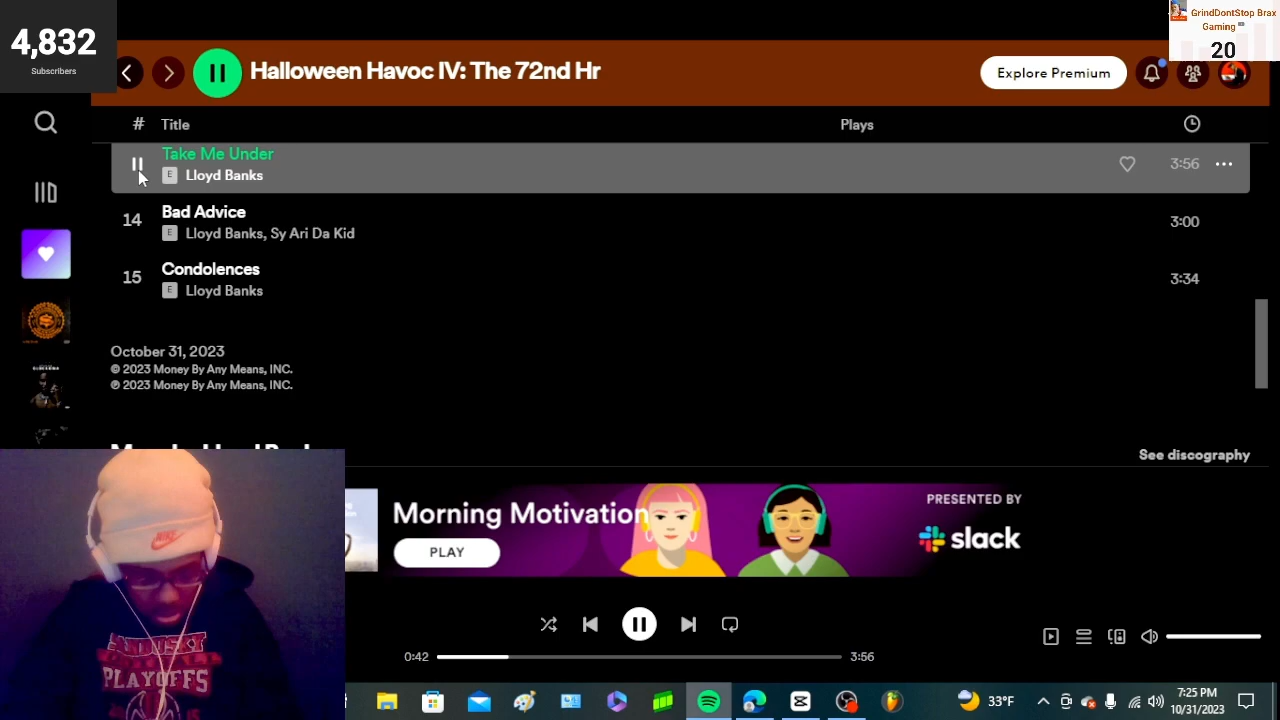 4,832
Subscribers
GrindDontStop Brax
Gaming
20
Halloween Havoc IV: The 72nd Hr
Explore Premium
# Title Plays
Take Me Under
E Lloyd Banks
3:56
14 Bad Advice
E Lloyd Banks, Sy Ari Da Kid
3:00
15 Condolences
E Lloyd Banks
3:34
October 31, 2023
© 2023 Money By Any Means, INC.
℗ 2023 Money By Any Means, INC.
See discography
Morning Motivation
PLAY
PRESENTED BY
slack
PLAYOFFS
0:42 3:56
33°F
7:25 PM
10/31/2023